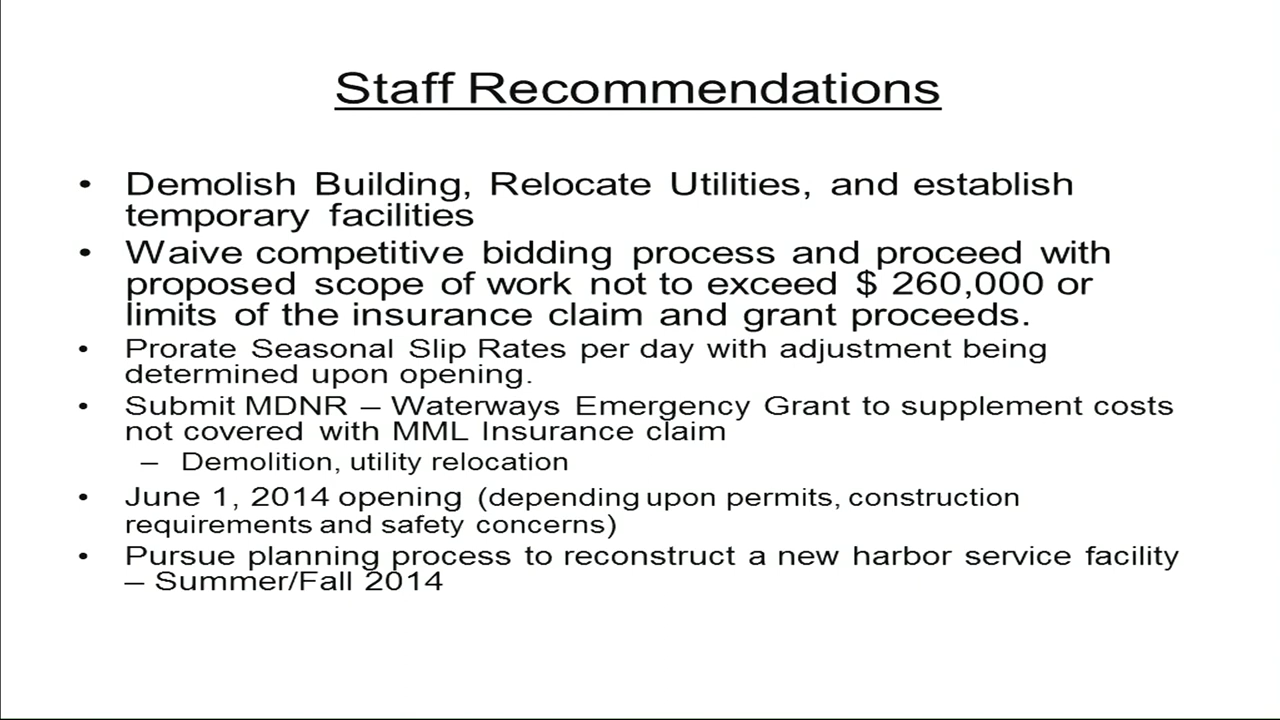 Staff Recommendations
• Demolish Building, Relocate Utilities, and establish
temporary facilities
• Waive competitive bidding process and proceed with
proposed scope of work not to exceed $ 260,000 or
limits of the insurance claim and grant proceeds.
• Prorate Seasonal Slip Rates per day with adjustment being
determined upon opening.
• Submit MDNR – Waterways Emergency Grant to supplement costs
not covered with MML Insurance claim
– Demolition, utility relocation
• June 1, 2014 opening (depending upon permits, construction
requirements and safety concerns)
• Pursue planning process to reconstruct a new harbor service facility
– Summer/Fall 2014